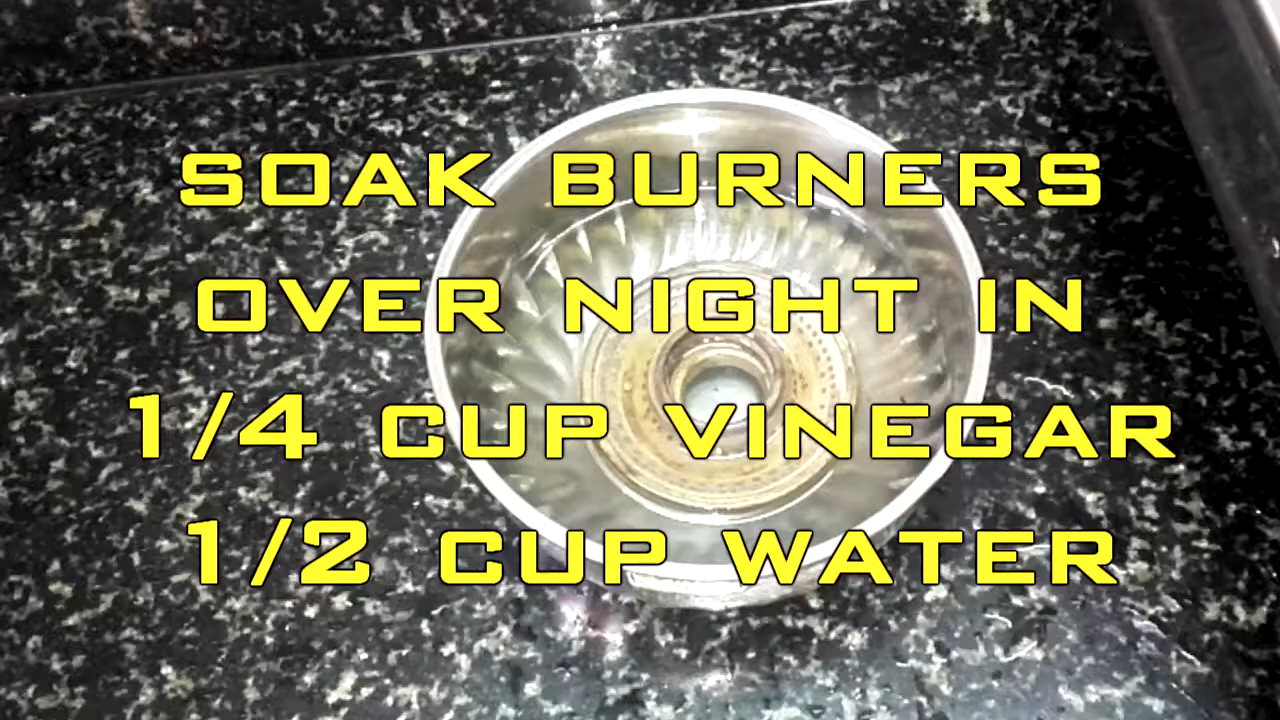 SOAK BURNERS
OVER NIGHT IN
1/4 CUP VINEGAR
1/2 CUP WATER